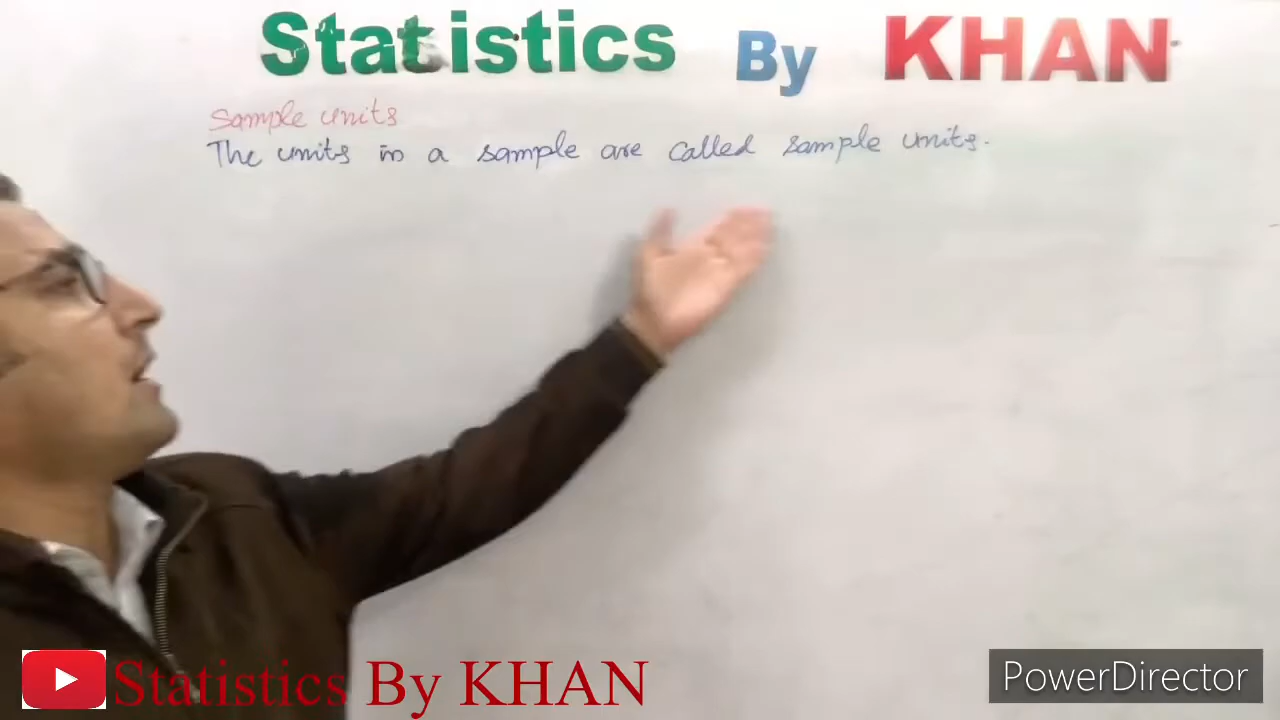 Statistics By KHAN
Sample units
The units in a sample are called sample units.
Statistics By KHAN
PowerDirector